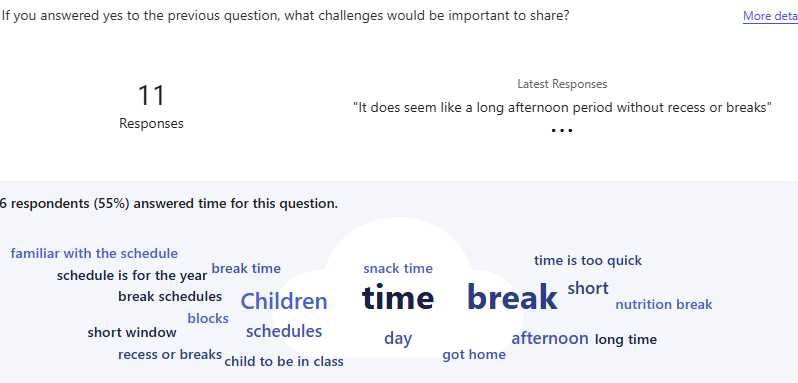 If you answered yes to the previous question, what challenges would be important to share?
More deta
11
Responses
Latest Responses
"It does seem like a long afternoon period without recess or breaks"
...
6 respondents (55%) answered time for this question.
familiar with the schedule
schedule is for the year
break time
snack time
time is too quick
break schedules
Children
time
break
short
nutrition break
blocks
short window
schedules
day
afternoon
long time
recess or breaks
child to be in class
got home